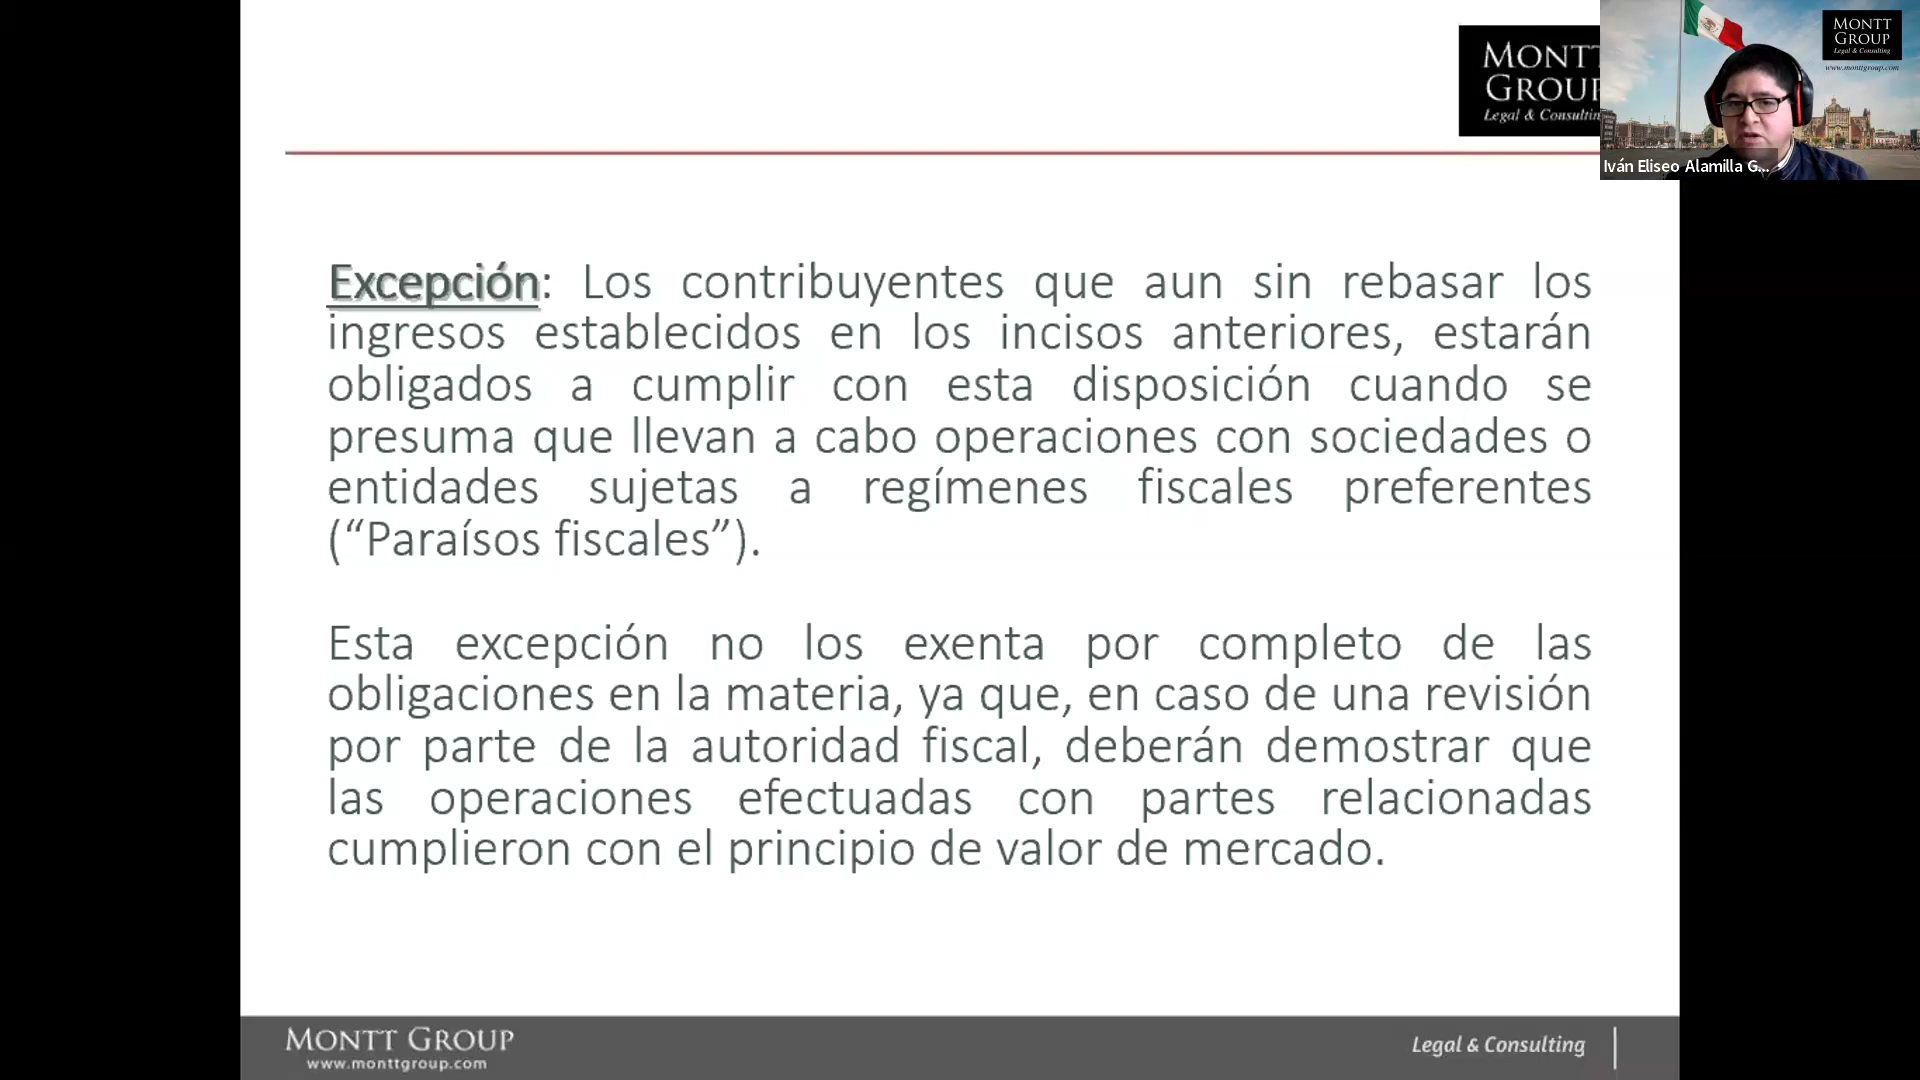 MONTT
GROUP
Legal & Consulting
www.monttgroup.com
Iván Eliseo Alamilla G...
MONTT
GROUP
Legal & Consultin
Excepción: Los contribuyentes que aun sin rebasar los
ingresos establecidos en los incisos anteriores, estarán
obligados a cumplir con esta disposición cuando se
presuma que llevan a cabo operaciones con sociedades o
entidades sujetas a regímenes fiscales preferentes
(“Paraísos fiscales”).
Esta excepción no los exenta por completo de las
obligaciones en la materia, ya que, en caso de una revisión
por parte de la autoridad fiscal, deberán demostrar que
las operaciones efectuadas con partes relacionadas
cumplieron con el principio de valor de mercado.
MONTT GROUP
www.monttgroup.com
Legal & Consulting